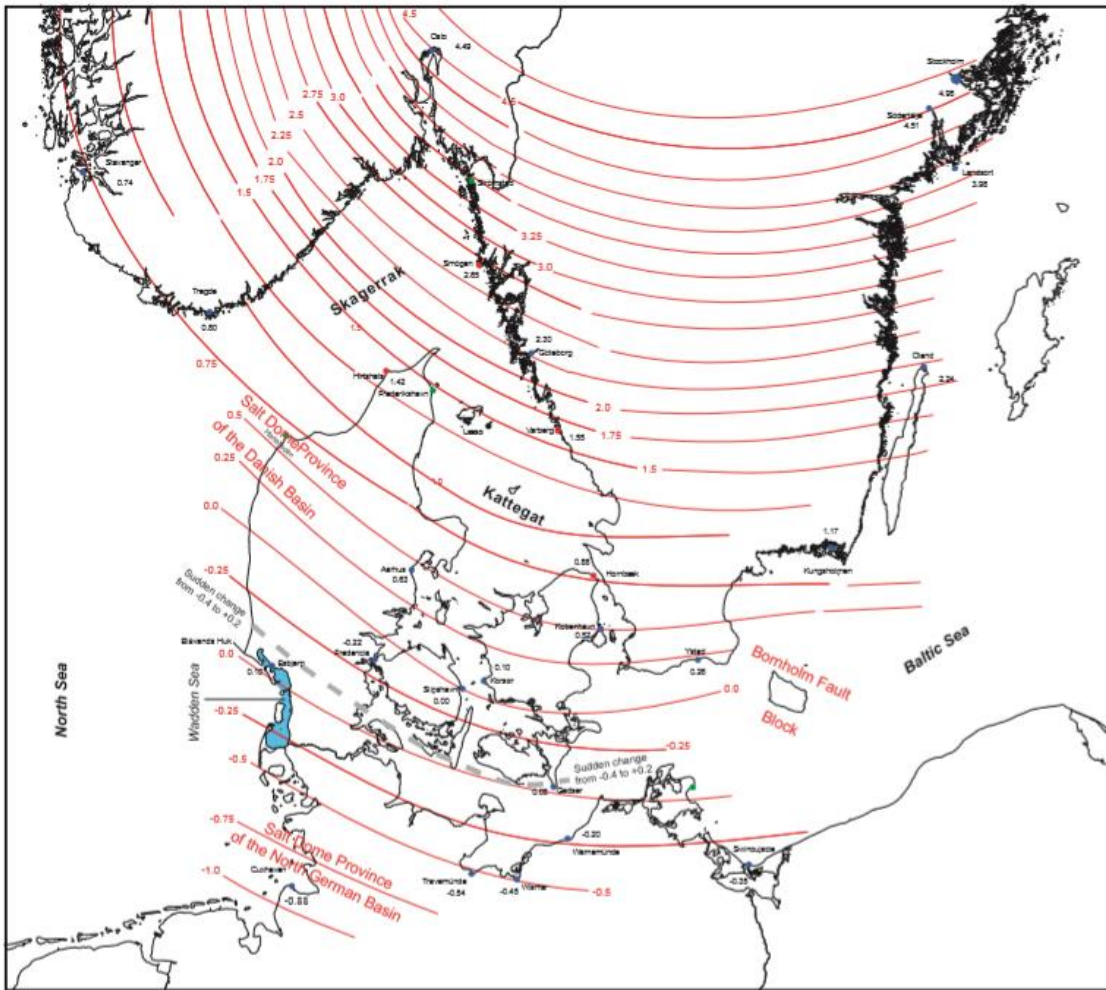 4.5
Oslo
4.49
Stockholm
4.98
2.75
3.0
2.5
2.25
2.0
1.75
1.5
4.5
Södertälje
4.51
Landsort
3.98
Stavanger
0.74
Strömstad
3.25
3.0
Smögen
2.65
Skagerrak
Tregde
0.80
0.75
1.5
2.20
Göteborg
Hirtshals
1.42
Frederikshavn
Öland
2.24
Læsø
2.0
1.75
Varberg
1.55
1.5
0.5
0.25
0.0
-0.25
Salt Dome Province
of the Danish Basin
Kattegat
1.17
Kungsholmen
0.88
Hornbæk
Aarhus
0.63
København
0.52
Sudden change
from -0.4 to +0.2
Blåvands Huk
0.0
Esbjerg
-0.22
Fredericia
0.10
Korsør
Slipshavn
0.00
Ystad
0.26
0.0
Bornholm Fault
Block
Baltic Sea
North Sea
Wadden Sea
-0.25
-0.25
-0.5
Sudden change
from -0.4 to +0.2
Gedser
-0.20
Warnemünde
-0.75
-1.0
Salt Dome Province
of the North German Basin
Cuxhaven
-0.88
Travemünde
-0.54
-0.45
Wismar
-0.5